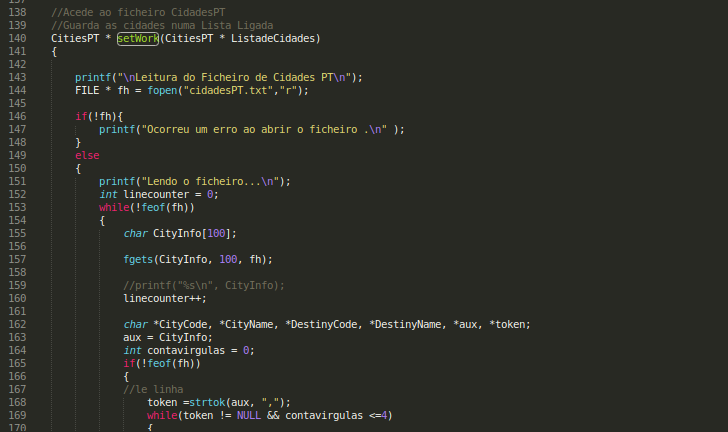 137
138 //Acede ao ficheiro CidadesPT
139 //Guarda as cidades numa Lista Ligada
140 CitiesPT * setWork(CitiesPT * ListadeCidades)
141 {
142
143 printf("\nLeitura do Ficheiro de Cidades PT\n");
144 FILE * fh = fopen("cidadesPT.txt","r");
145
146 if(!fh){
147 printf("Ocorreu um erro ao abrir o ficheiro .\n" );
148 }
149 else
150 {
151 printf("Lendo o ficheiro...\n");
152 int linecounter = 0;
153 while(!feof(fh))
154 {
155 char CityInfo[100];
156
157 fgets(CityInfo, 100, fh);
158
159 //printf("%s\n", CityInfo);
160 linecounter++;
161
162 char *CityCode, *CityName, *DestinyCode, *DestinyName, *aux, *token;
163 aux = CityInfo;
164 int contavirgulas = 0;
165 if(!feof(fh))
166 {
167 //le linha
168 token =strtok(aux, ",");
169 while(token != NULL && contavirgulas <=4)
170 {